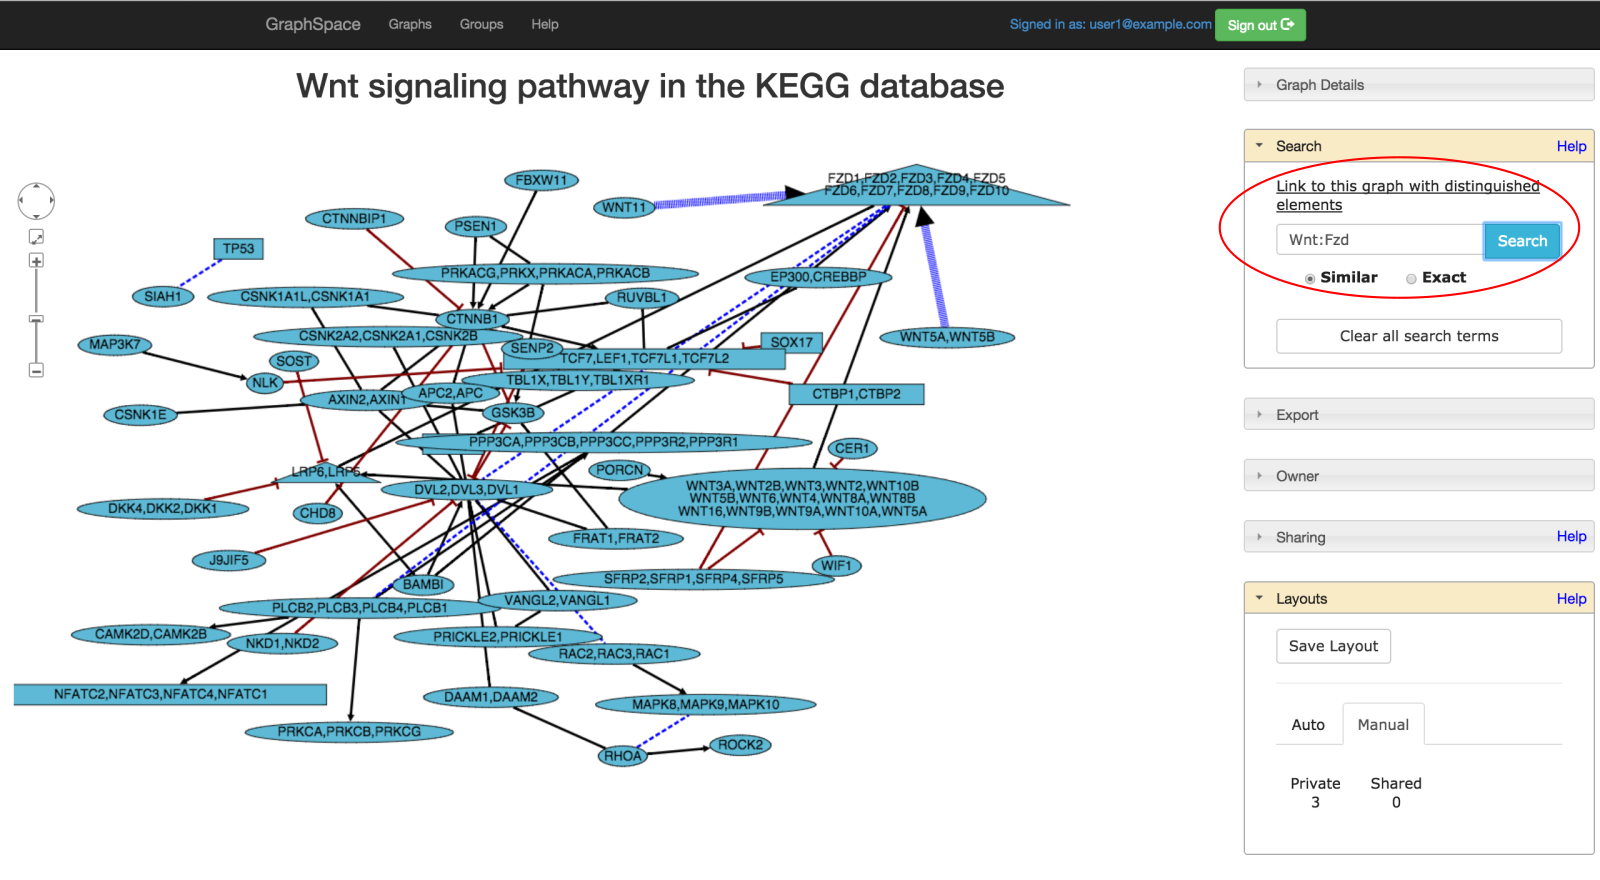 GraphSpace Graphs Groups Help Signed in as: user1@example.com Sign out
Wnt signaling pathway in the KEGG database
Graph Details
Search Help
Link to this graph with distinguished
elements
Wnt:Fzd Search
Similar Exact
Clear all search terms
Export
Owner
Sharing Help
Layouts Help
Save Layout
Auto Manual
Private Shared
3 0
FBXW11
FZD1,FZD2,FZD3,FZD4,FZD5
FZD6,FZD7,FZD8,FZD9,FZD10
WNT11
CTNNBIP1
PSEN1
TP53
PRKACG,PRKX,PRKACA,PRKACB
EP300,CREBBP
SIAH1
CSNK1A1L,CSNK1A1
RUVBL1
CTNNB1
CSNK2A2,CSNK2A1,CSNK2B
WNT5A,WNT5B
MAP3K7
SENP2
SOX17
SOST
TCF7,LEF1,TCF7L1,TCF7L2
NLK
TBL1X,TBL1Y,TBL1XR1
AXIN2,AXIN1
APC2,APC
CTBP1,CTBP2
CSNK1E
GSK3B
PPP3CA,PPP3CB,PPP3CC,PPP3R2,PPP3R1
CER1
LRP6,LRP5
PORCN
DVL2,DVL3,DVL1
WNT3A,WNT2B,WNT3,WNT2,WNT10B
WNT5B,WNT6,WNT4,WNT8A,WNT8B
WNT16,WNT9B,WNT9A,WNT10A,WNT5A
DKK4,DKK2,DKK1
CHD8
FRAT1,FRAT2
J9JIF5
WIF1
BAMBI
SFRP2,SFRP1,SFRP4,SFRP5
PLCB2,PLCB3,PLCB4,PLCB1
VANGL2,VANGL1
CAMK2D,CAMK2B
NKD1,NKD2
PRICKLE2,PRICKLE1
RAC2,RAC3,RAC1
NFATC2,NFATC3,NFATC4,NFATC1
DAAM1,DAAM2
MAPK8,MAPK9,MAPK10
PRKCA,PRKCB,PRKCG
RHOA
ROCK2